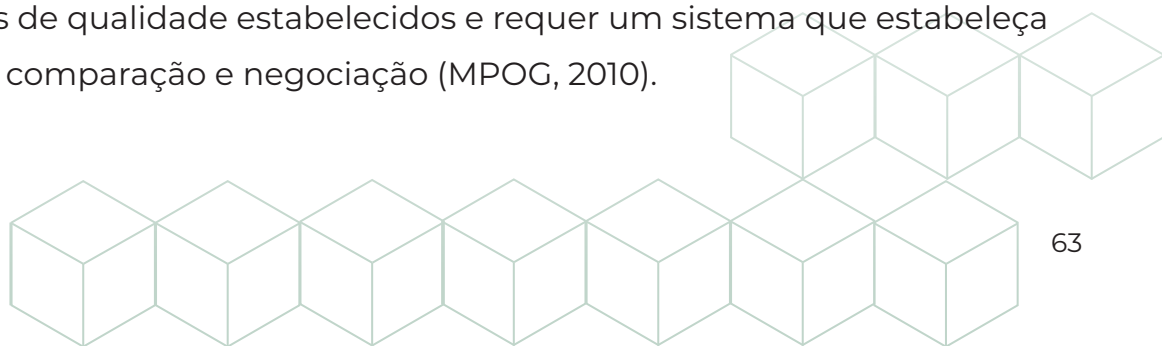 s de qualidade estabelecidos e requer um sistema que estabeleça
comparação e negociação (MPOG, 2010).
63